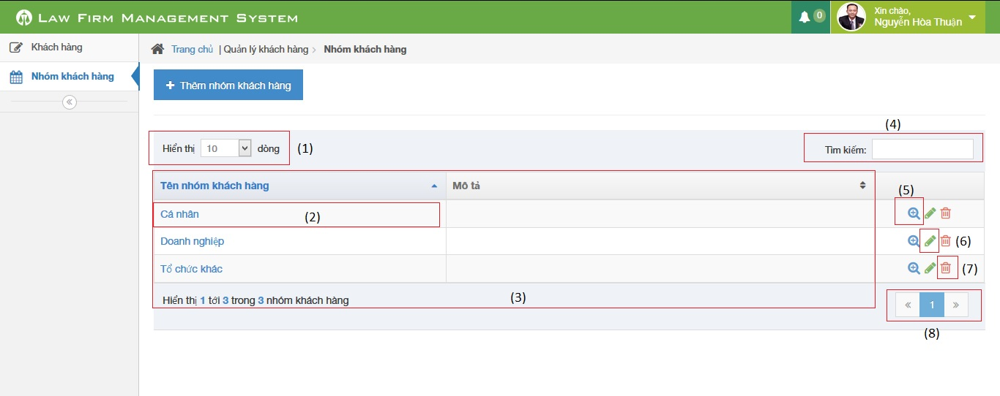 LAW FIRM MANAGEMENT SYSTEM
0
Xin chào,
Nguyễn Hòa Thuận
Khách hàng
Nhóm khách hàng
Trang chủ | Quản lý khách hàng > Nhóm khách hàng
+ Thêm nhóm khách hàng
Hiển thị 10 dòng (1)
(4)
Tìm kiếm:
Tên nhóm khách hàng Mô tả
(5)
Cá nhân (2)
Doanh nghiệp (6)
Tổ chức khác (7)
Hiển thị 1 tới 3 trong 3 nhóm khách hàng (3)
« 1 »
(8)